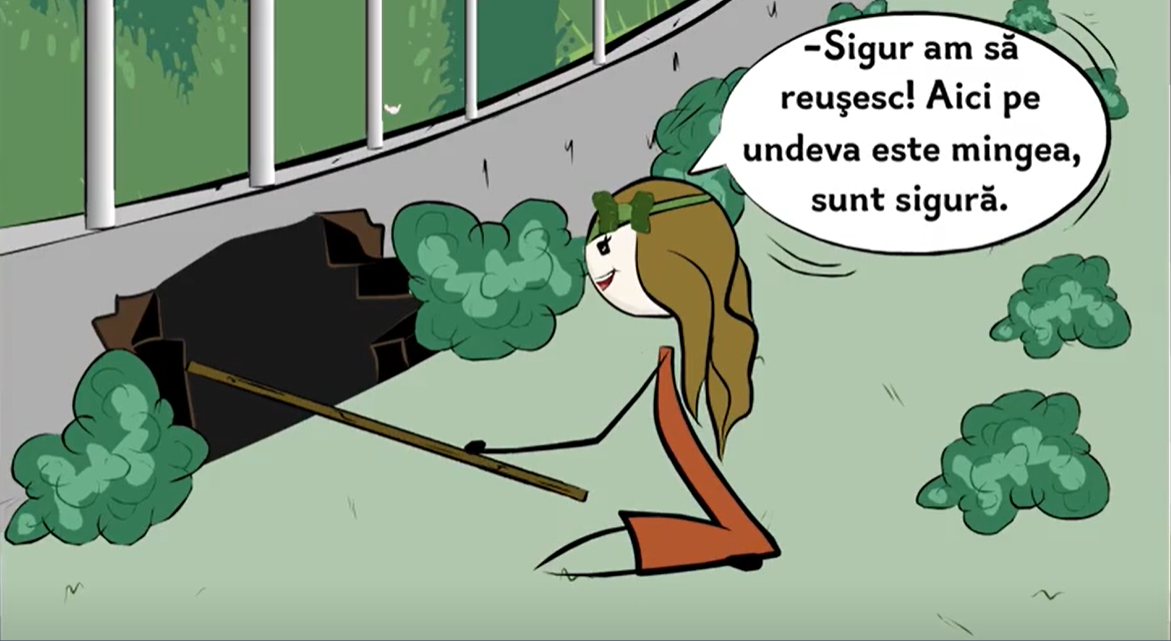 -Sigur am să
reuşesc! Aici pe
undeva este mingea,
sunt sigură.